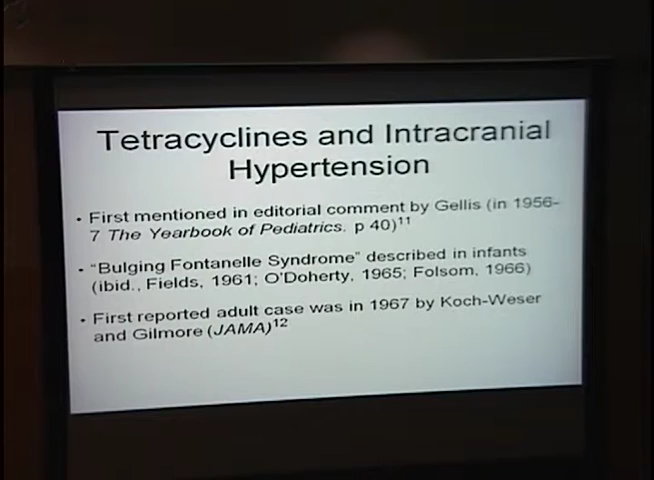 Tetracyclines and Intracranial
Hypertension
• First mentioned in editorial comment by Gellis (in 1956-
7 The Yearbook of Pediatrics. p 40)11
• “Bulging Fontanelle Syndrome” described in infants
(ibid., Fields, 1961; O'Doherty, 1965; Folsom, 1966)
• First reported adult case was in 1967 by Koch-Weser
and Gilmore (JAMA)12